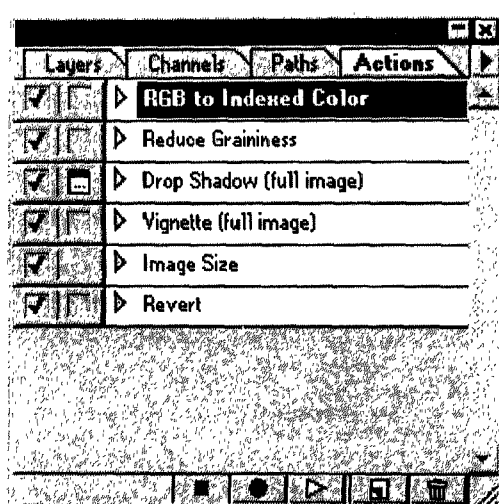 Layers Channels Paths Actions
RGB to Indexed Color
Reduce Graininess
Drop Shadow (full image)
Vignette (full image)
Image Size
Revert